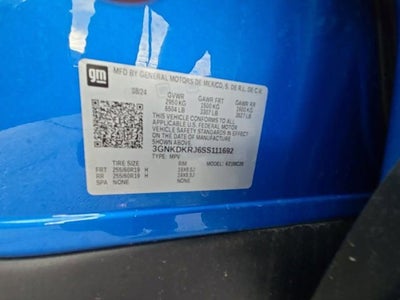 gm
MFD BY GENERAL MOTORS DE MEXICO, S. DE R.L. DE C.V.
08/24
GVWR
GAWR FRT
GAWR RR
2950 KG
1500 KG
1600 KG
6504 LB
3307 LB
3527 LB
THIS VEHICLE CONFORMS TO ALL APPLICABLE U.S. FEDERAL MOTOR
VEHICLE SAFETY
STANDARDS IN EFFECT ON THE DATE OF MANUFACTURE
SHOWN ABOVE.
3GNKDKRJ6SS111692
TYPE: MPV
MODEL:
TIRE SIZE
RIM
FRT 255/60R19 H
19X8.5J
RR 255/60R19 H
19X8.5J
SPA NONE
NONE